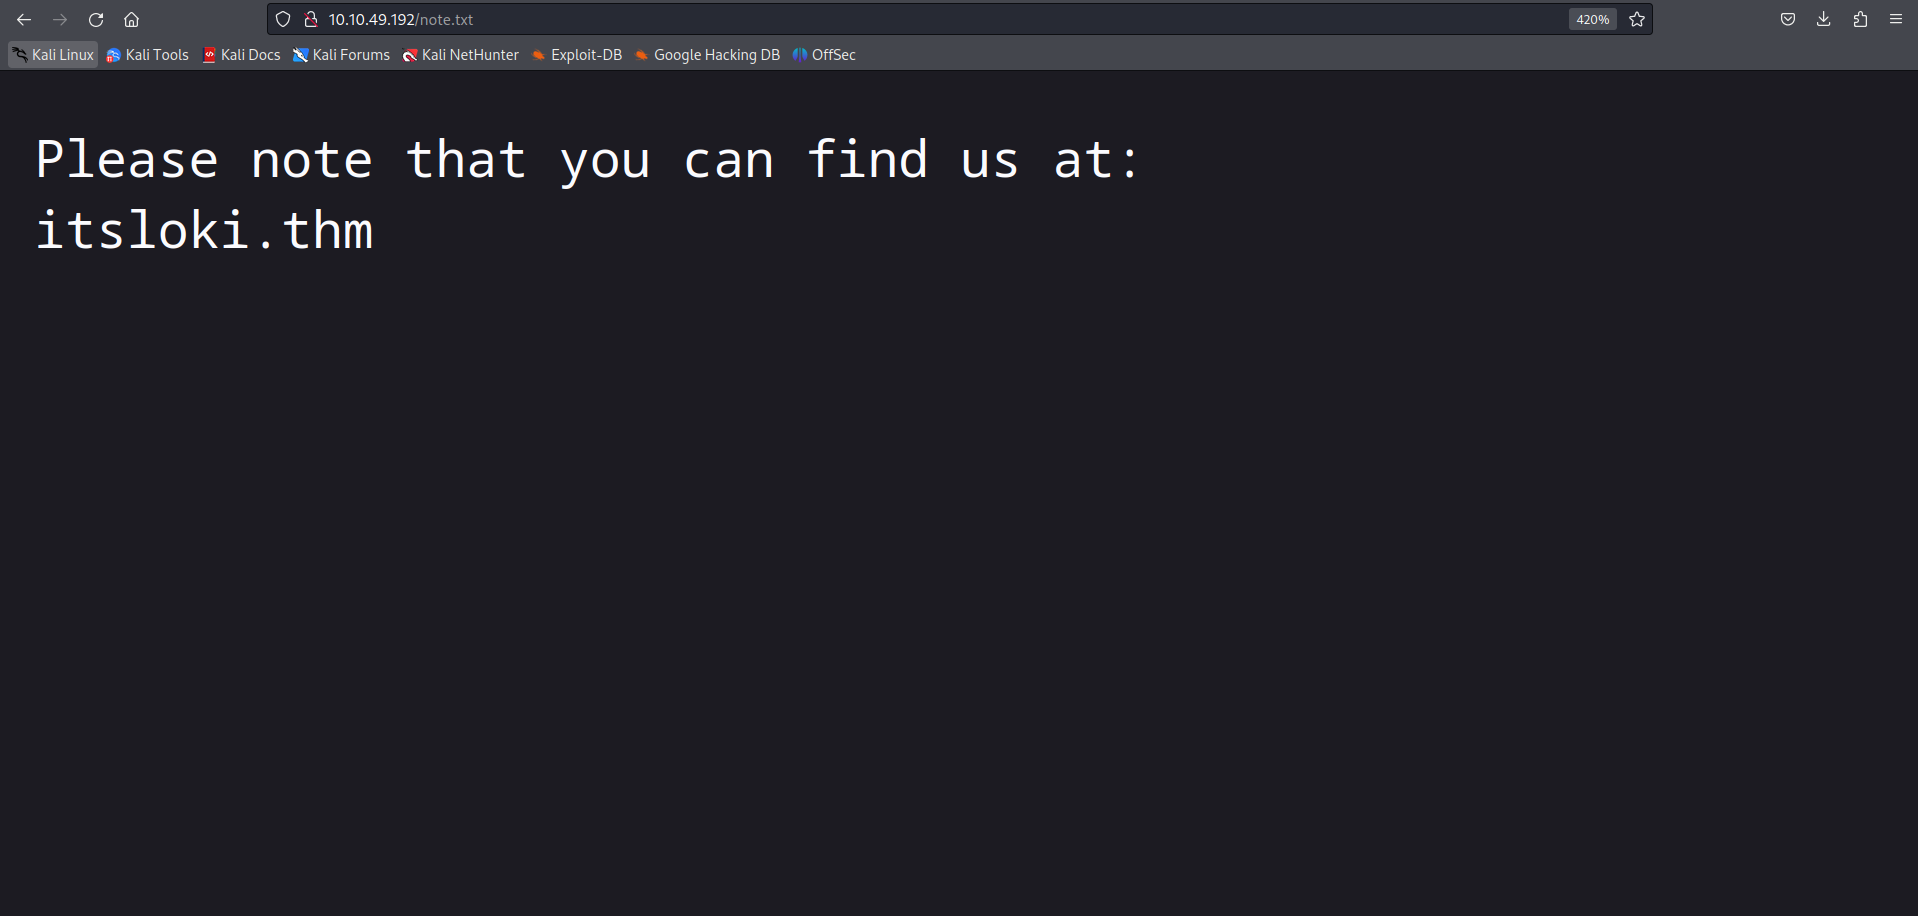 10.10.49.192/note.txt
420%
Kali Linux Kali Tools Kali Docs Kali Forums Kali NetHunter Exploit-DB Google Hacking DB OffSec
Please note that you can find us at:
itsloki.thm